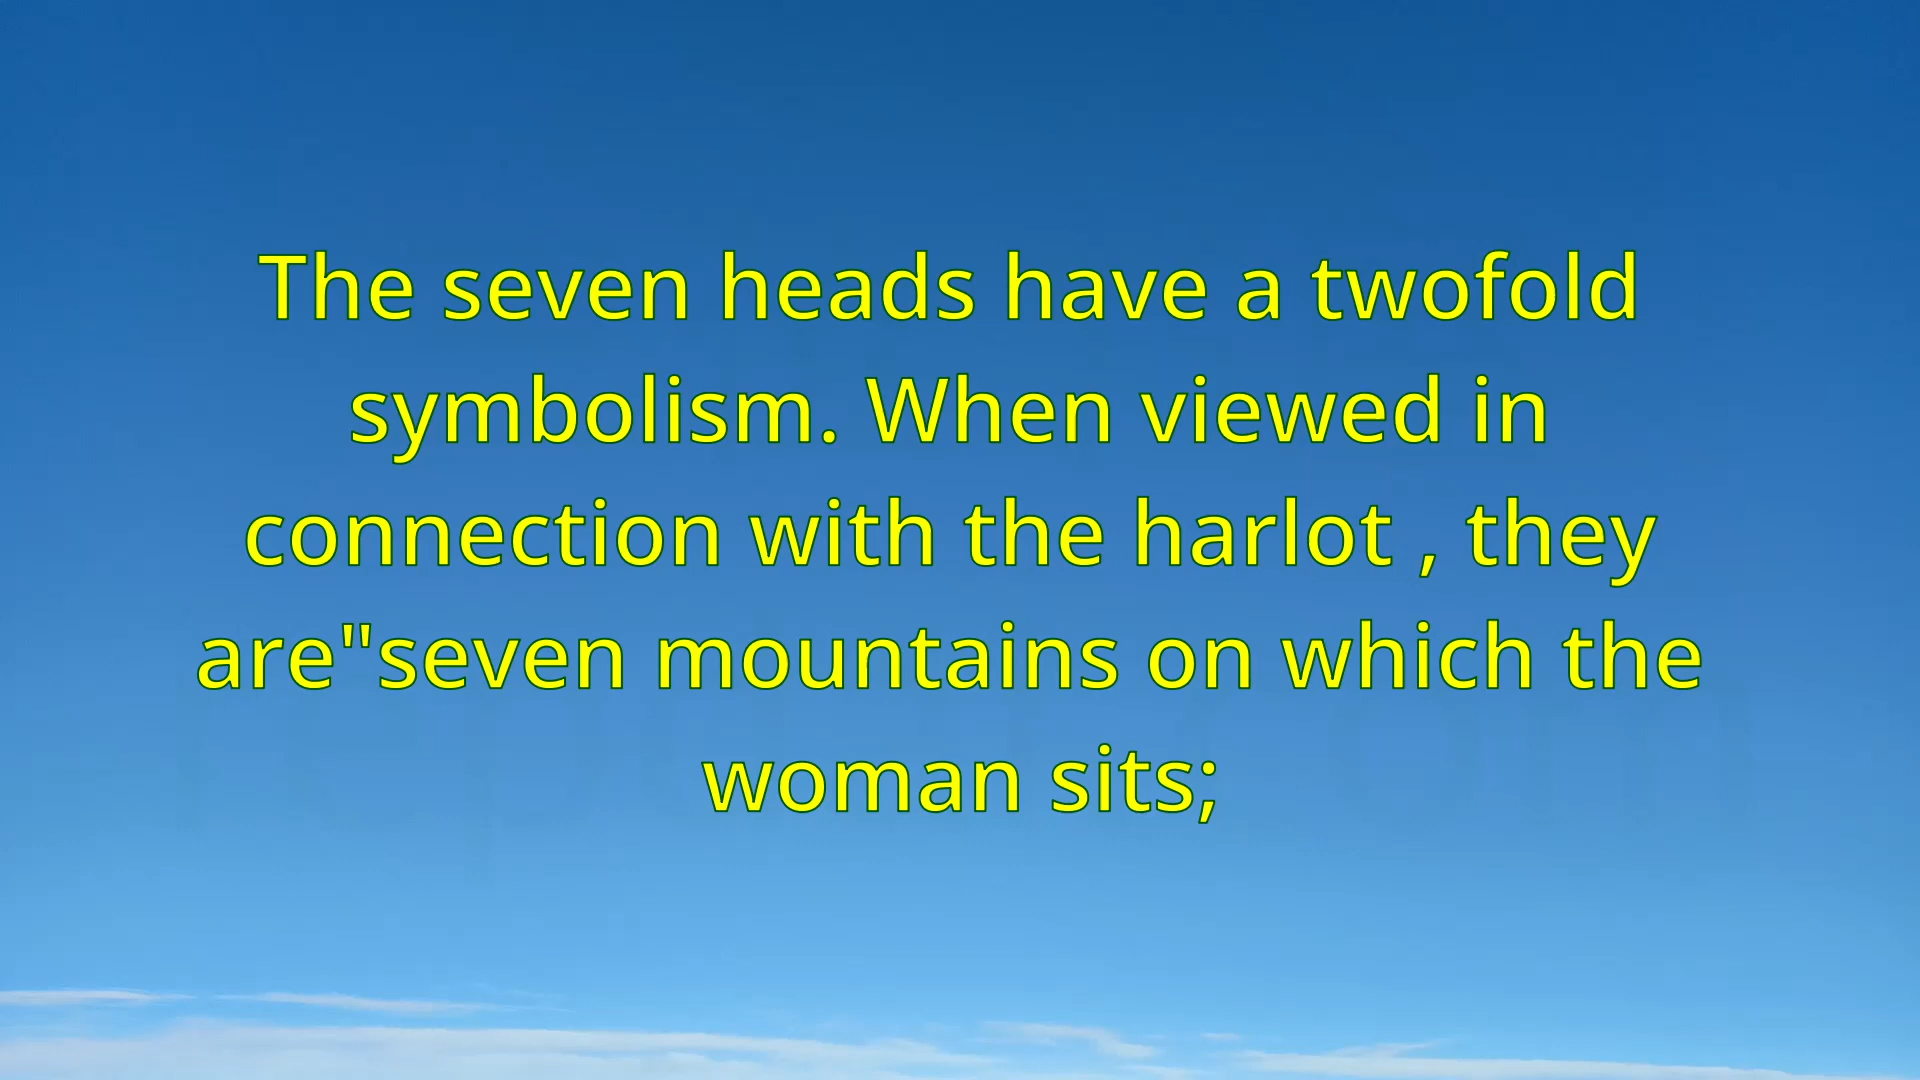 The seven heads have a twofold
symbolism. When viewed in
connection with the harlot , they
are"seven mountains on which the
woman sits;